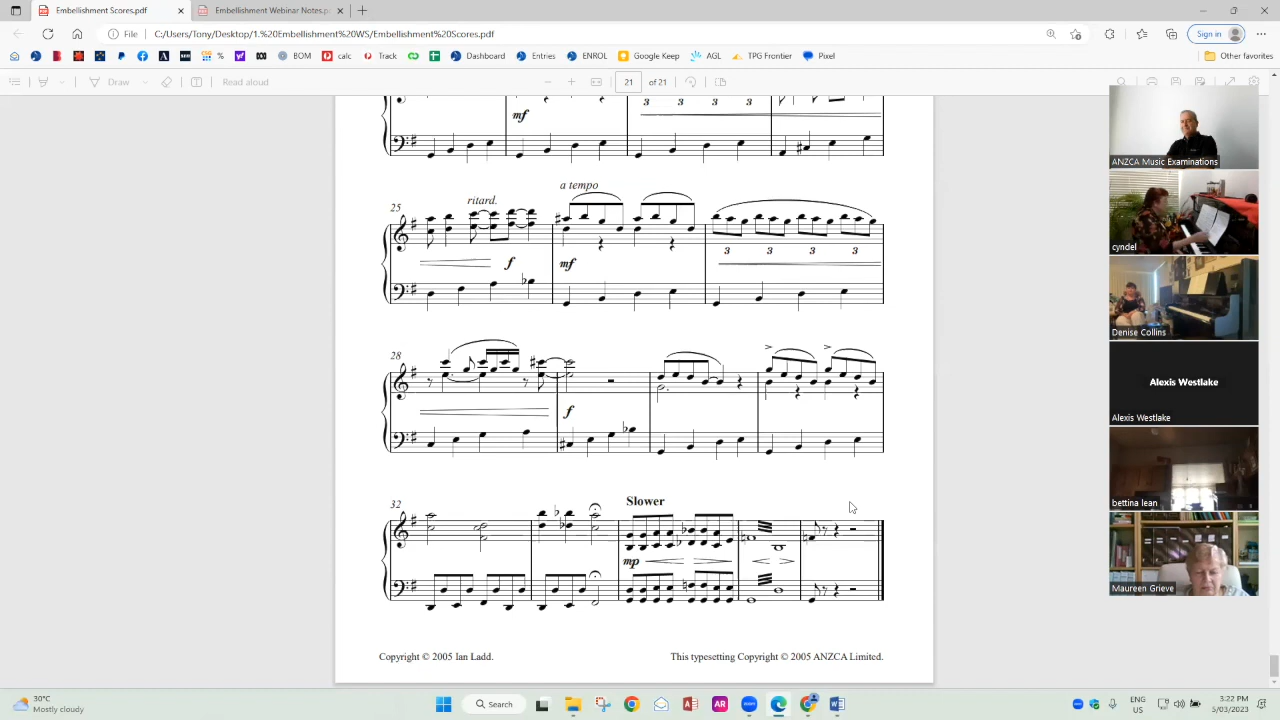 Embellishment Scores.pdf
Embellishment Webinar Notes.p
File
C:/Users/Tony/Desktop/1.%20Embellishment%20WS/Embellishment%20Scores.pdf
Sign in
BOM
calc
Track
Dashboard
Entries
ENROL
Google Keep
AGL
TPG Frontier
Pixel
Other favorites
Draw
Read aloud
21 of 21
3 3 3 3
mf
a tempo
ritard.
25
f mf
3 3 3 3
28
f
Slower
32
mp
Copyright © 2005 Ian Ladd.
This typesetting Copyright © 2005 ANZCA Limited.
ANZCA Music Examinations
cyndel
Denise Collins
Alexis Westlake
Alexis Westlake
bettina lean
Maureen Grieve
30°C
Mostly cloudy
Search
ENG
US
3:22 PM
5/03/2023